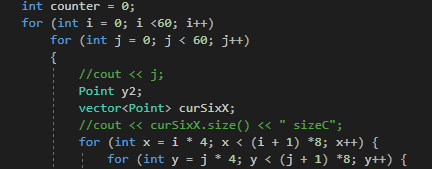 int counter = 0;
for (int i = 0; i <60; i++)
for (int j = 0; j < 60; j++)
{
//cout << j;
Point y2;
vector<Point> curSixX;
//cout << curSixX.size() << " sizeC";
for (int x = i * 4; x < (i + 1) *8; x++) {
for (int y = j * 4; y < (j + 1) *8; y++) {